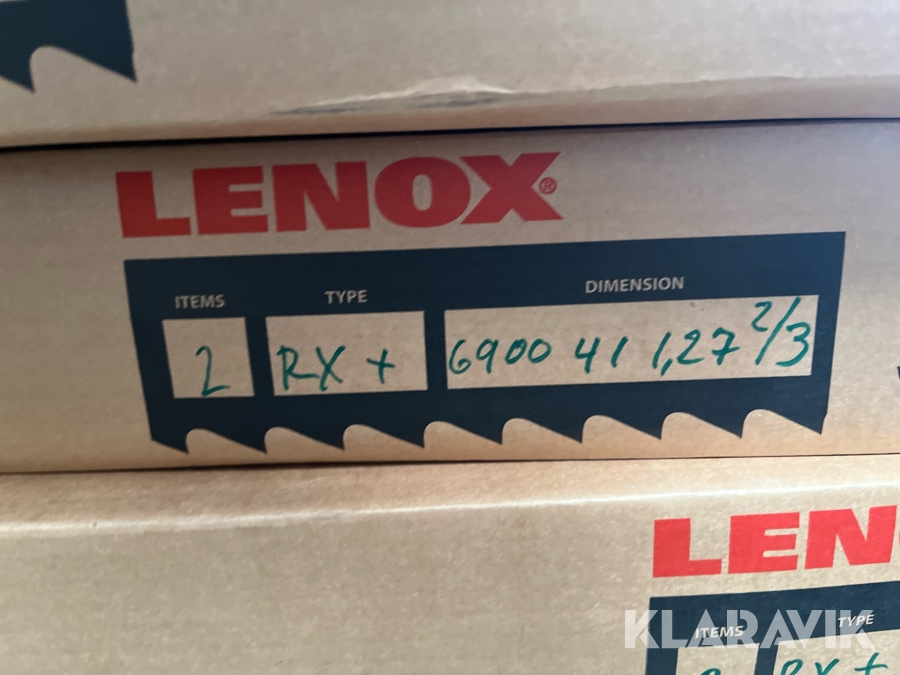 LENOX®
ITEMS TYPE DIMENSION
2 RX + 6900 41 1,27 2/3
LEN
ITEMS TYPE
RX +
KLARAVIK